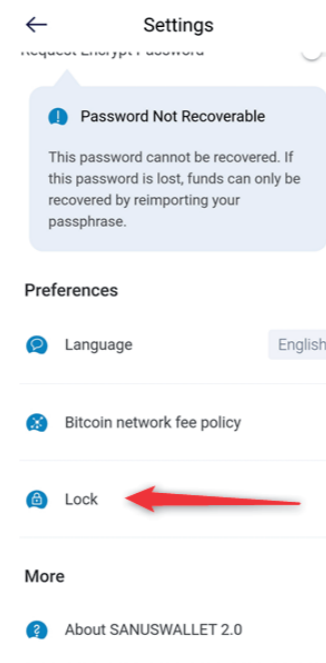 Settings
Request Encrypt Password
Password Not Recoverable
This password cannot be recovered. If
this password is lost, funds can only be
recovered by reimporting your
passphrase.
Preferences
Language
English
Bitcoin network fee policy
Lock
More
About SANUSWALLET 2.0